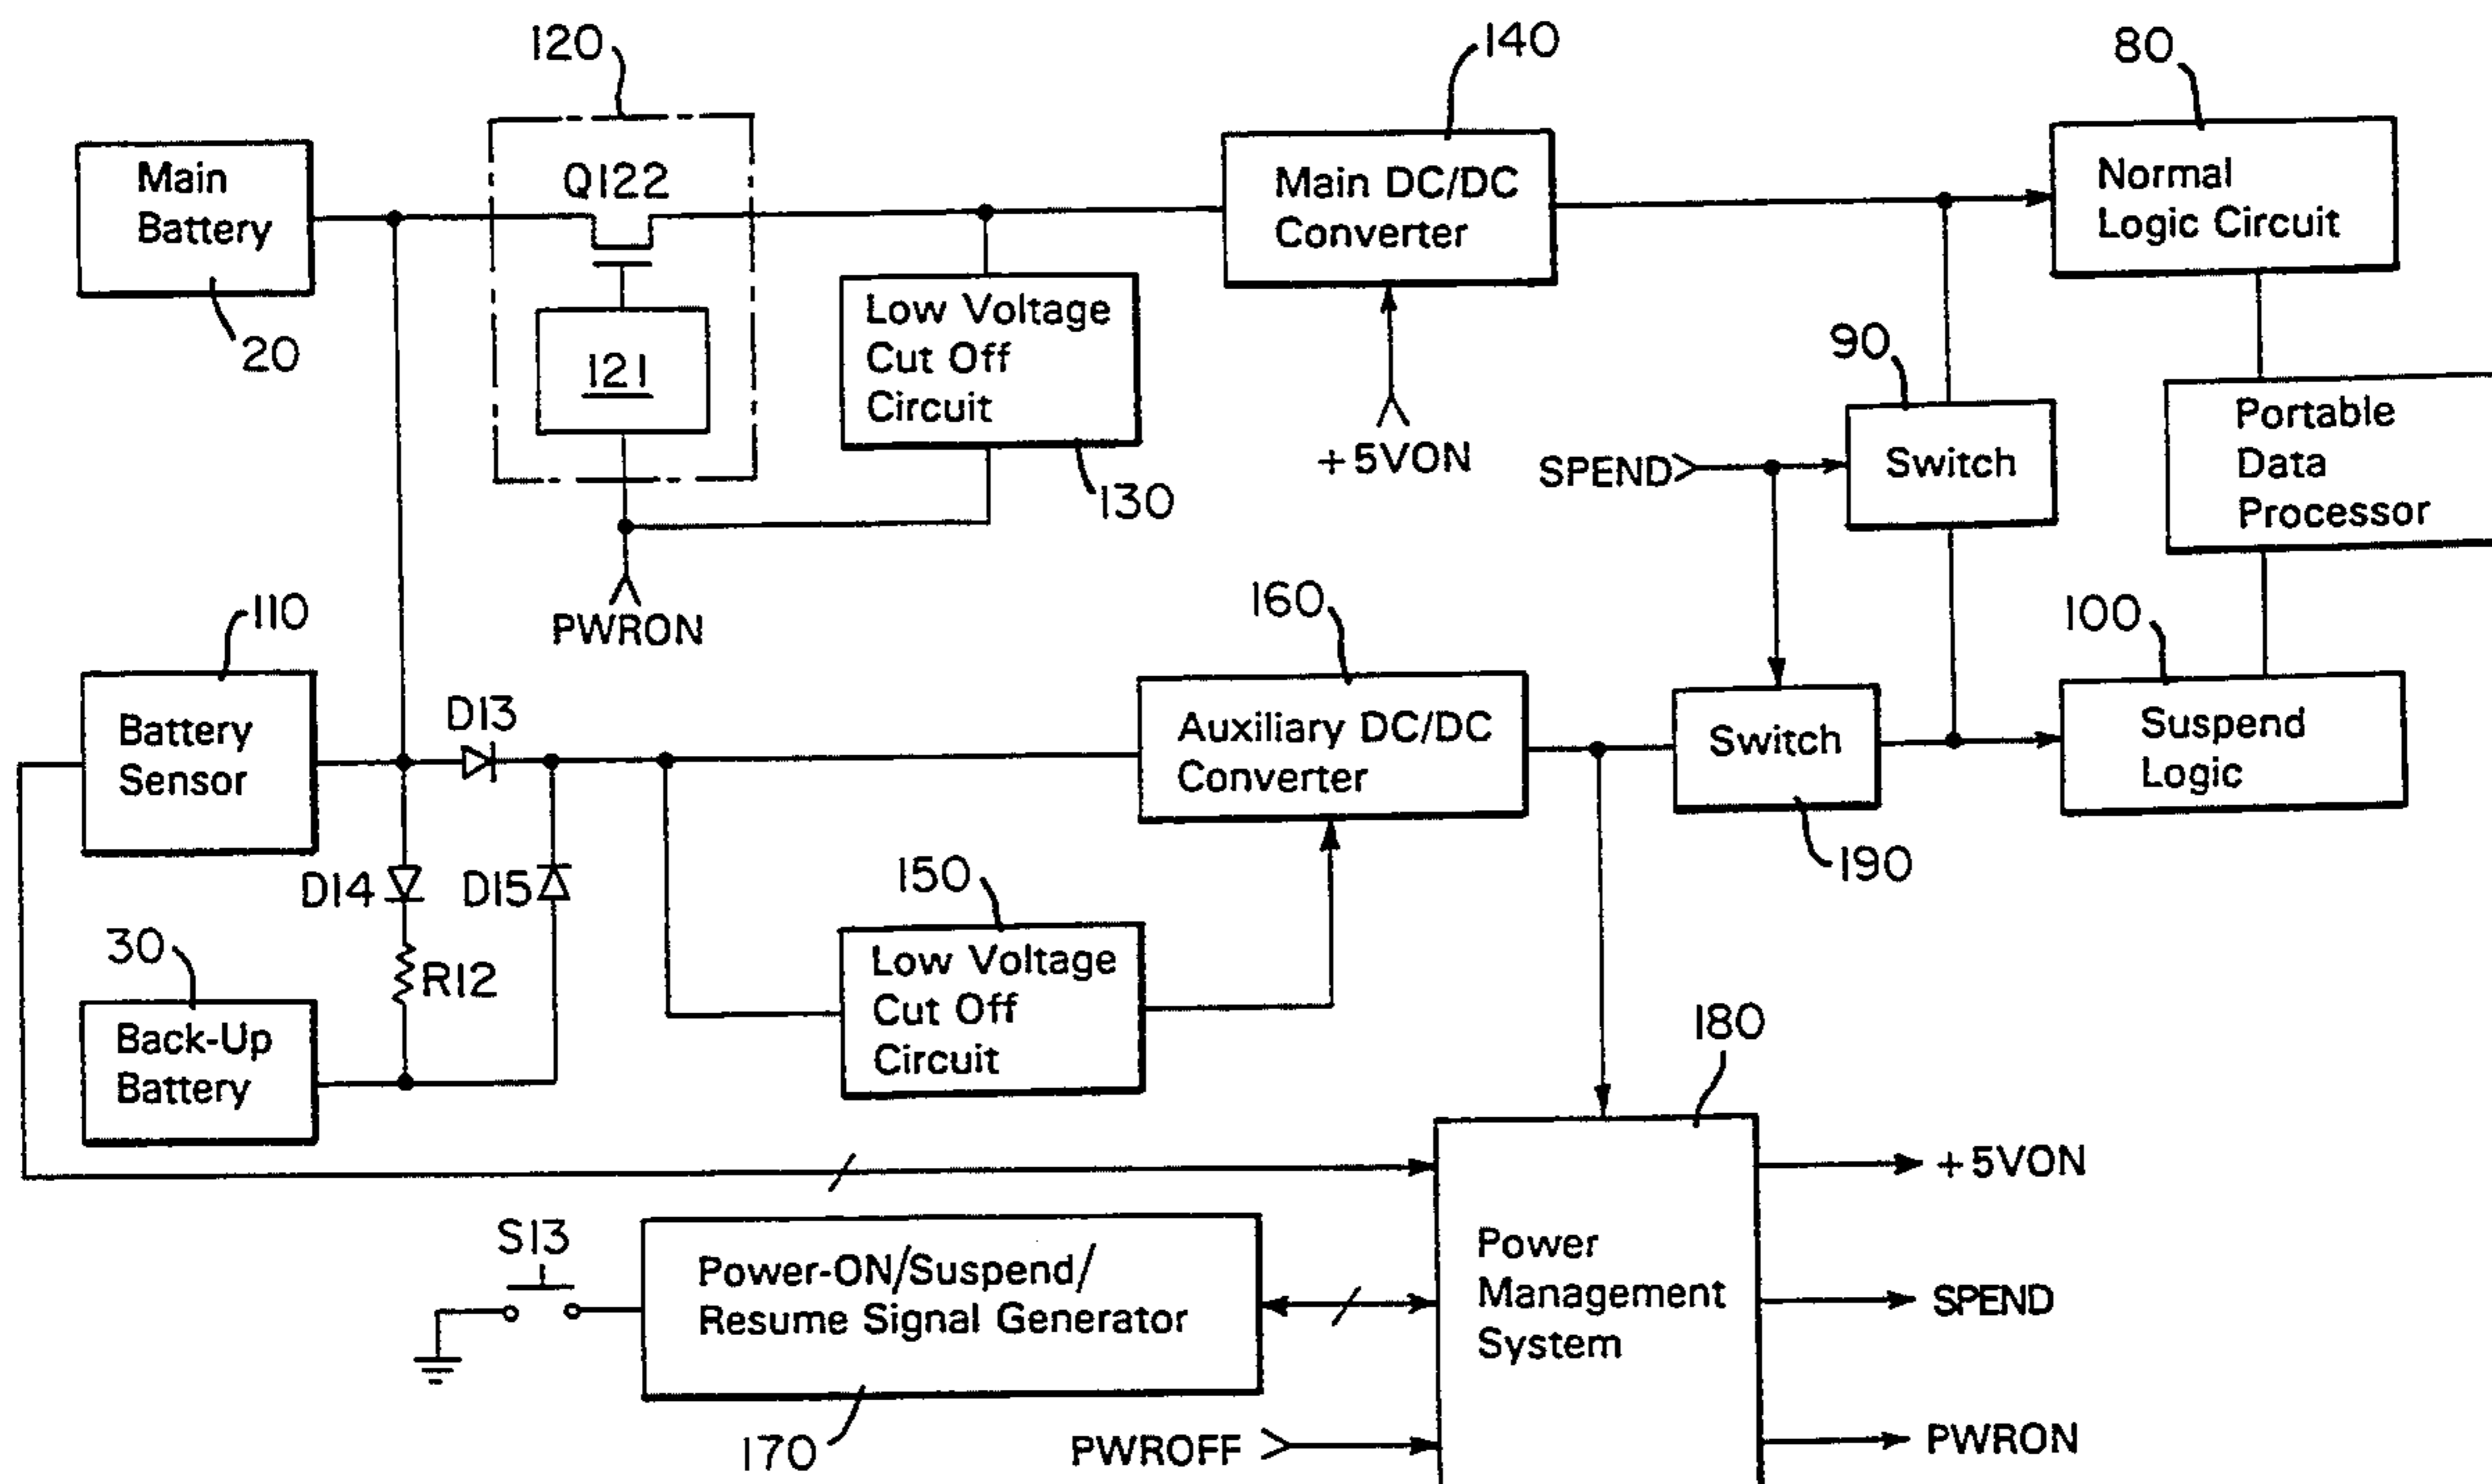 120
140
80
Main
Battery
20
Q122
121
Low Voltage
Cut Off
Circuit
130
Main DC/DC
Converter
+5VON
Normal
Logic Circuit
90
SPEND
Switch
Portable
Data
Processor
PWRON
110
Battery
Sensor
D13
160
Auxiliary DC/DC
Converter
Switch
190
100
Suspend
Logic
D14
D15
R12
30
Back-Up
Battery
150
Low Voltage
Cut Off
Circuit
180
S13
Power-ON/Suspend/
Resume Signal Generator
170
PWROFF
Power
Management
System
+5VON
SPEND
PWRON